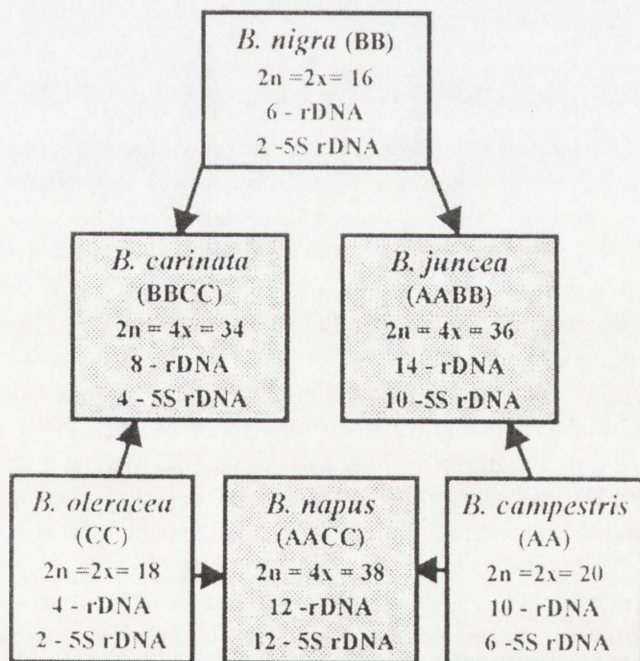 B. nigra (BB)
2n =2x= 16
6 - rDNA
2 -5S rDNA
B. carinata
(BBCC)
2n = 4x = 34
8 - rDNA
4 - 5S rDNA
B. juncea
(AABB)
2n = 4x = 36
14 - rDNA
10 -5S rDNA
B. oleracea
(CC)
2n =2x= 18
4 - rDNA
2 - 5S rDNA
B. napus
(AACC)
2n = 4x = 38
12 -rDNA
12 - 5S rDNA
B. campestris
(AA)
2n = 2x= 20
10 - rDNA
6 -5S rDNA